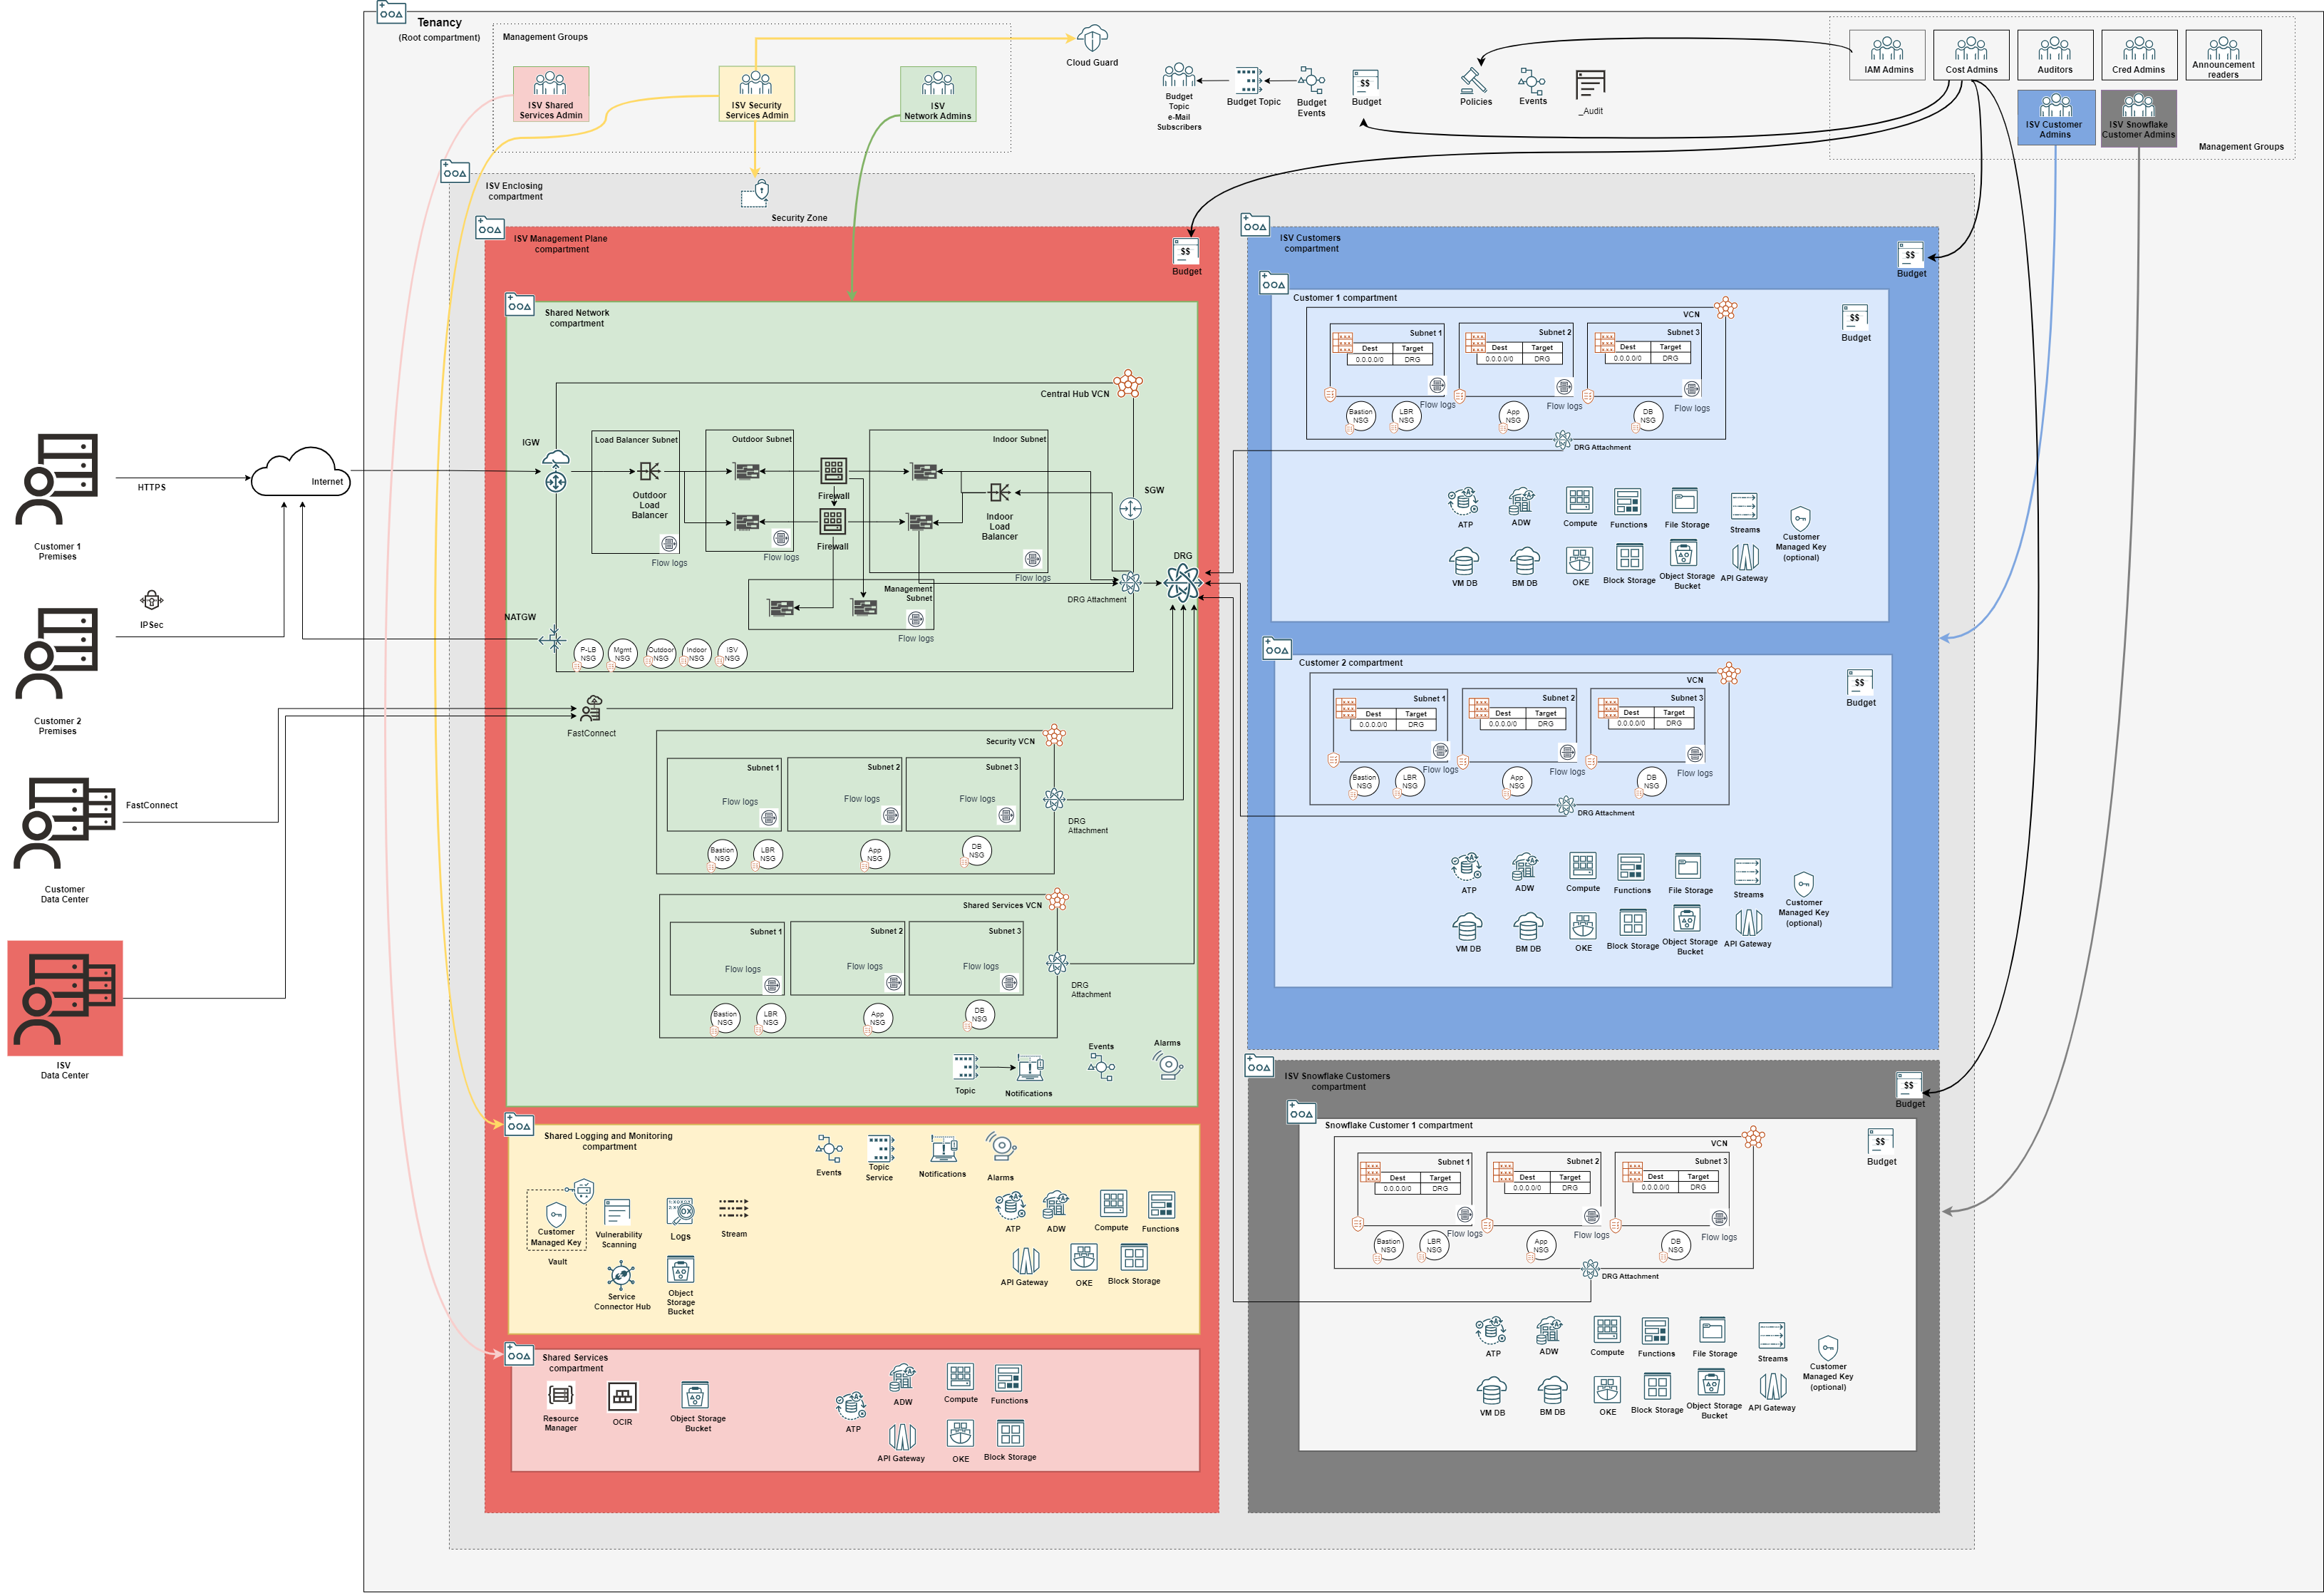 Tenancy
(Root compartment)
Management Groups
ISV Shared
Services Admin
ISV Security
Services Admin
ISV
Network Admins
Cloud Guard
Budget
Topic
e-Mail
Subscribers
Budget Topic
Budget
Events
Budget
Policies
Events
_Audit
IAM Admins
Cost Admins
Auditors
Cred Admins
Announcement
readers
ISV Customer
Admins
ISV Snowflake
Customer Admins
Management Groups
ISV Enclosing
compartment
Security Zone
Customer 1
Premises
HTTPS
Internet
IPSec
Customer 2
Premises
FastConnect
Customer
Data Center
ISV
Data Center
ISV Management Plane
compartment
$$
Budget
Shared Network
compartment
Central Hub VCN
IGW
Load Balancer Subnet
Outdoor
Load
Balancer
Flow logs
Outdoor Subnet
Flow logs
Firewall
Firewall
Indoor Subnet
Indoor
Load
Balancer
Flow logs
SGW
DRG
DRG Attachment
Management
Subnet
Flow logs
NATGW
P-LB
NSG
Mgmt
NSG
Outdoor
NSG
Indoor
NSG
ISV
NSG
FastConnect
Security VCN
Subnet 1
Subnet 2
Subnet 3
Flow logs
Flow logs
Flow logs
Bastion
NSG
LBR
NSG
App
NSG
DB
NSG
DRG
Attachment
Shared Services VCN
Subnet 1
Subnet 2
Subnet 3
Flow logs
Flow logs
Flow logs
Bastion
NSG
LBR
NSG
App
NSG
DB
NSG
DRG
Attachment
Topic
Notifications
Events
Alarms
Shared Logging and Monitoring
compartment
Events
Topic
Service
Notifications
Alarms
Customer
Managed Key
Vault
Vulnerability
Scanning
Logs
Stream
Service
Connector Hub
Object
Storage
Bucket
ATP
ADW
Compute
Functions
API Gateway
OKE
Block Storage
Shared Services
compartment
Resource
Manager
OCIR
Object Storage
Bucket
ATP
ADW
Compute
Functions
API Gateway
OKE
Block Storage
ISV Customers
compartment
$$
Budget
Customer 1 compartment
VCN
$$
Budget
Subnet 1
Dest Target
0.0.0.0/0 DRG
Flow logs
Subnet 2
Dest Target
0.0.0.0/0 DRG
Flow logs
Subnet 3
Dest Target
0.0.0.0/0 DRG
Flow logs
Bastion
NSG
LBR
NSG
App
NSG
DB
NSG
DRG Attachment
ATP
ADW
Compute
Functions
File Storage
Streams
Customer
Managed Key
(optional)
VM DB
BM DB
OKE
Block Storage
Object Storage
Bucket
API Gateway
Customer 2 compartment
VCN
$$
Budget
Subnet 1
Dest Target
0.0.0.0/0 DRG
Flow logs
Subnet 2
Dest Target
0.0.0.0/0 DRG
Flow logs
Subnet 3
Dest Target
0.0.0.0/0 DRG
Flow logs
Bastion
NSG
LBR
NSG
App
NSG
DB
NSG
DRG Attachment
ATP
ADW
Compute
Functions
File Storage
Streams
Customer
Managed Key
(optional)
VM DB
BM DB
OKE
Block Storage
Object Storage
Bucket
API Gateway
ISV Snowflake Customers
compartment
$$
Budget
Snowflake Customer 1 compartment
VCN
$$
Budget
Subnet 1
Dest Target
0.0.0.0/0 DRG
Flow logs
Subnet 2
Dest Target
0.0.0.0/0 DRG
Flow logs
Subnet 3
Dest Target
0.0.0.0/0 DRG
Flow logs
Bastion
NSG
LBR
NSG
App
NSG
DB
NSG
DRG Attachment
ATP
ADW
Compute
Functions
File Storage
Streams
Customer
Managed Key
(optional)
VM DB
BM DB
OKE
Block Storage
Object Storage
Bucket
API Gateway